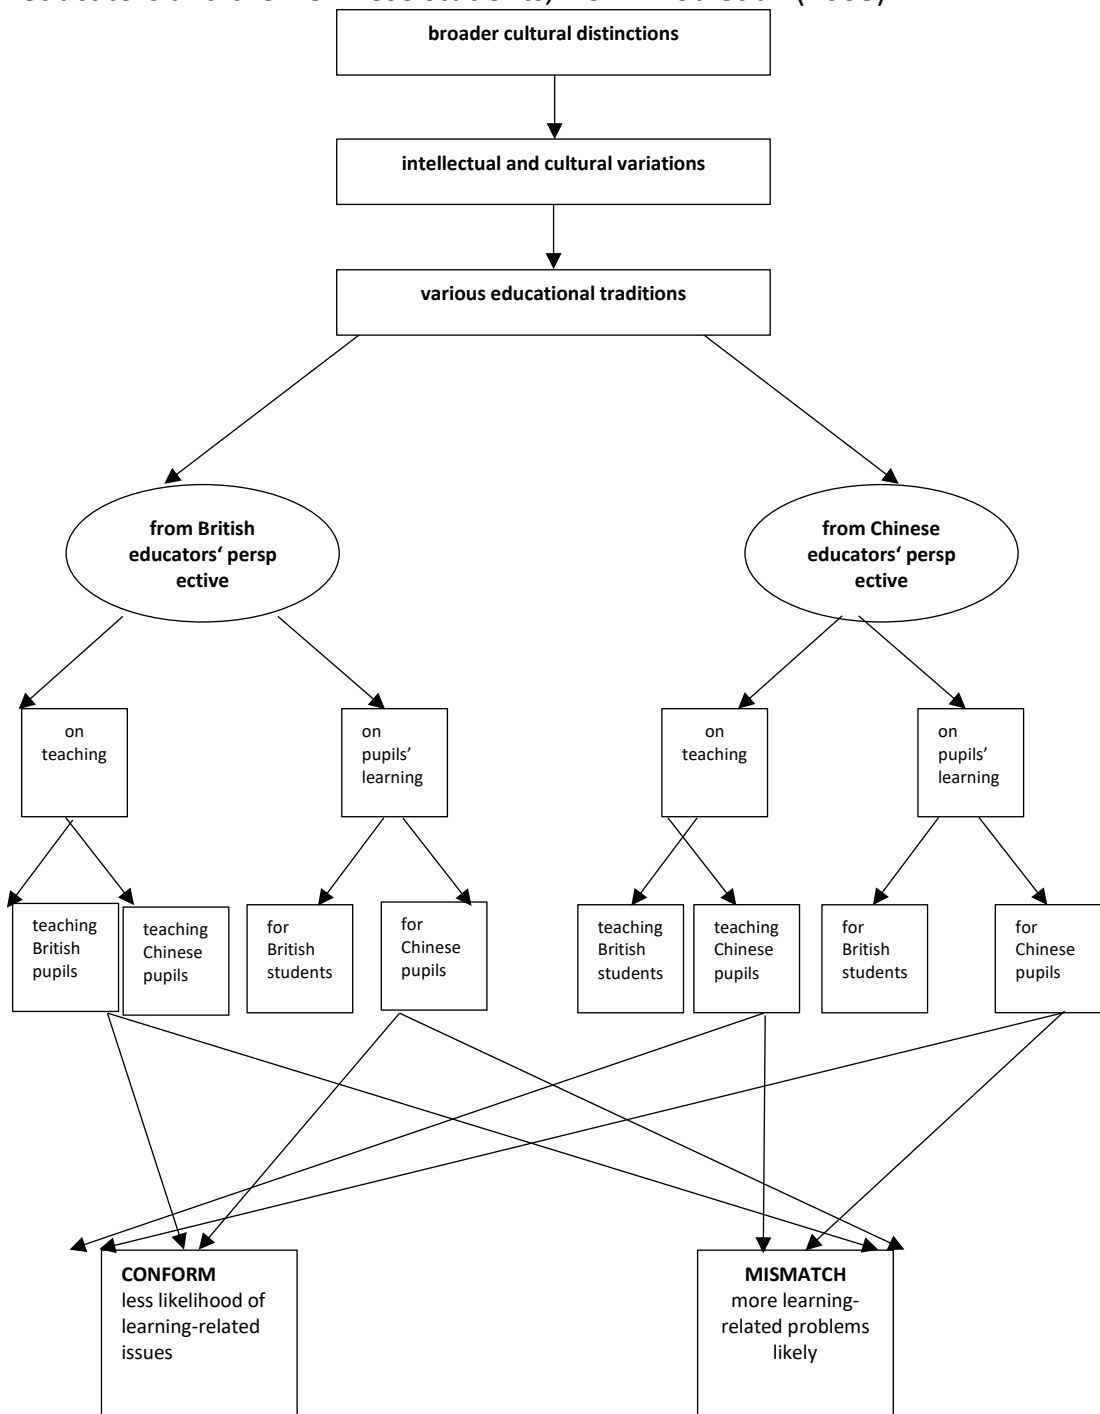 broader cultural distinctions
intellectual and cultural variations
various educational traditions
from British
educators‘ persp
ective
from Chinese
educators‘ persp
ective
on
teaching
on
pupils’
learning
on
teaching
on
pupils’
learning
teaching
British
pupils
teaching
Chinese
pupils
for
British
students
for
Chinese
pupils
teaching
British
students
teaching
Chinese
pupils
for
British
students
for
Chinese
pupils
CONFORM
less likelihood of
learning-related
issues
MISMATCH
more learning-
related problems
likely